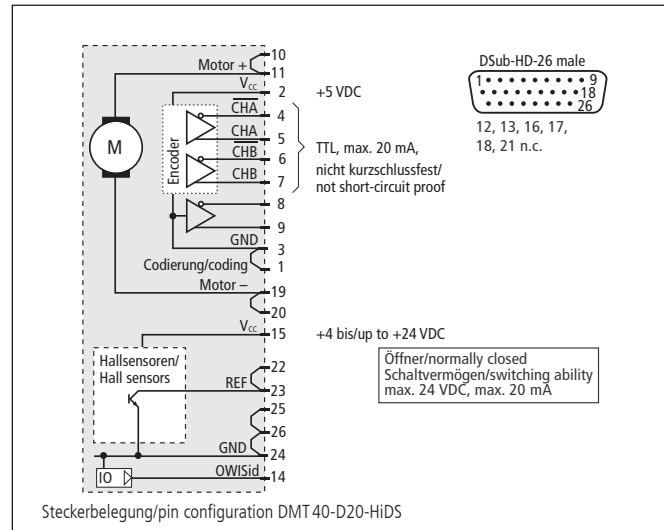 10
Motor +
11
V_CC
2
+5 VDC
C̅H̅A̅
4
CHA
5
C̅H̅B̅
6
CHB
7
TTL, max. 20 mA,
nicht kurzschlussfest/
not short-circuit proof
M
Encoder
8
9
GND
3
Codierung/coding
1
Motor –
19
20
V_CC
15
+4 bis/up to +24 VDC
Hallsensoren/
Hall sensors
22
REF
23
25
26
GND
24
IO
OWISid
14
Öffner/normally closed
Schaltvermögen/switching ability
max. 24 VDC, max. 20 mA
DSub-HD-26 male
1
9
18
26
12, 13, 16, 17,
18, 21 n.c.
Steckerbelegung/pin configuration DMT 40-D20-HiDS